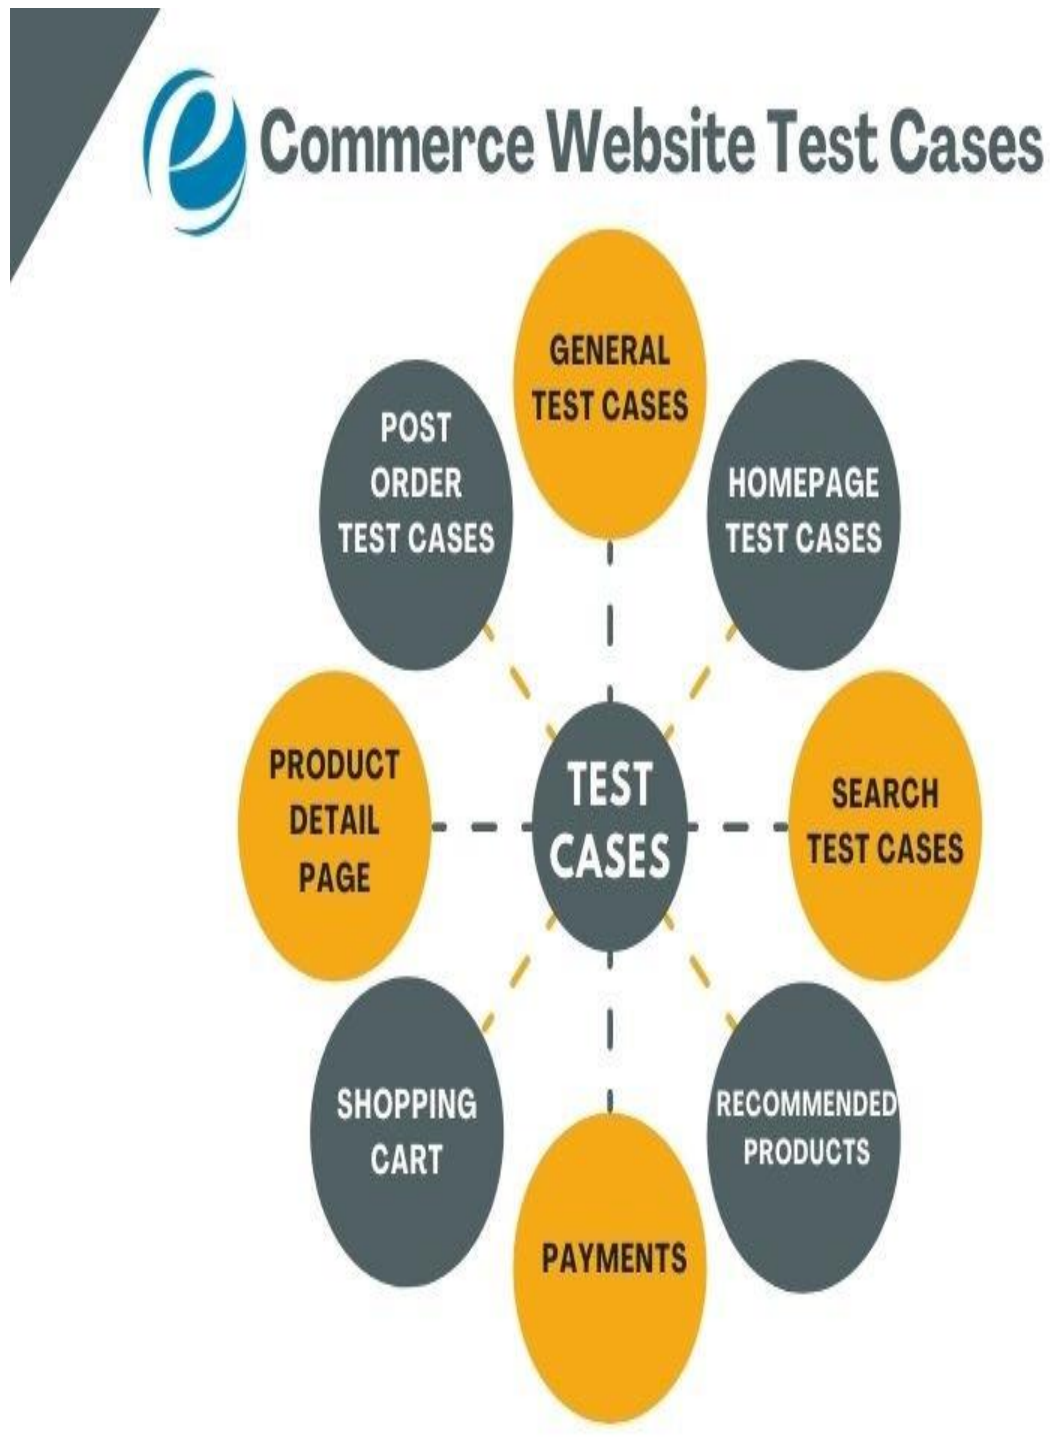 e Commerce Website Test Cases
GENERAL
TEST CASES
HOMEPAGE
TEST CASES
SEARCH
TEST CASES
RECOMMENDED
PRODUCTS
PAYMENTS
SHOPPING
CART
PRODUCT
DETAIL
PAGE
POST
ORDER
TEST CASES
TEST
CASES